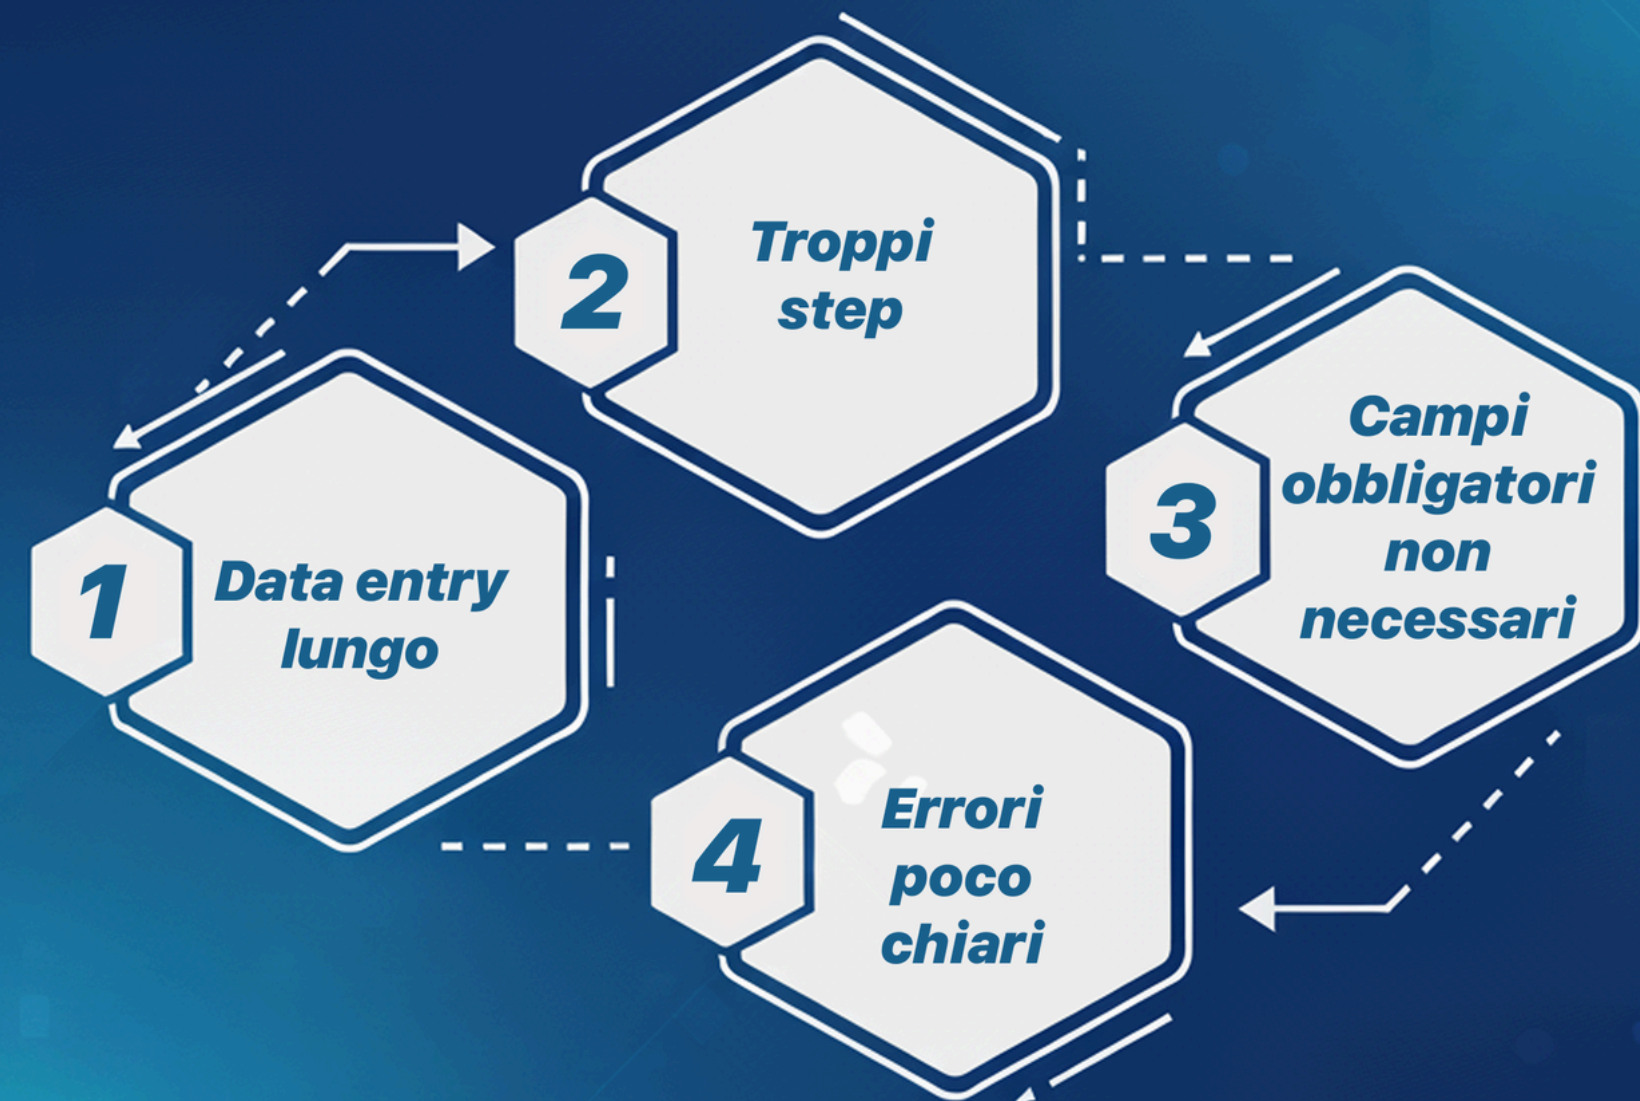 1
Data entry
lungo
2
Troppi
step
3
Campi
obbligatori
non
necessari
4
Errori
poco
chiari